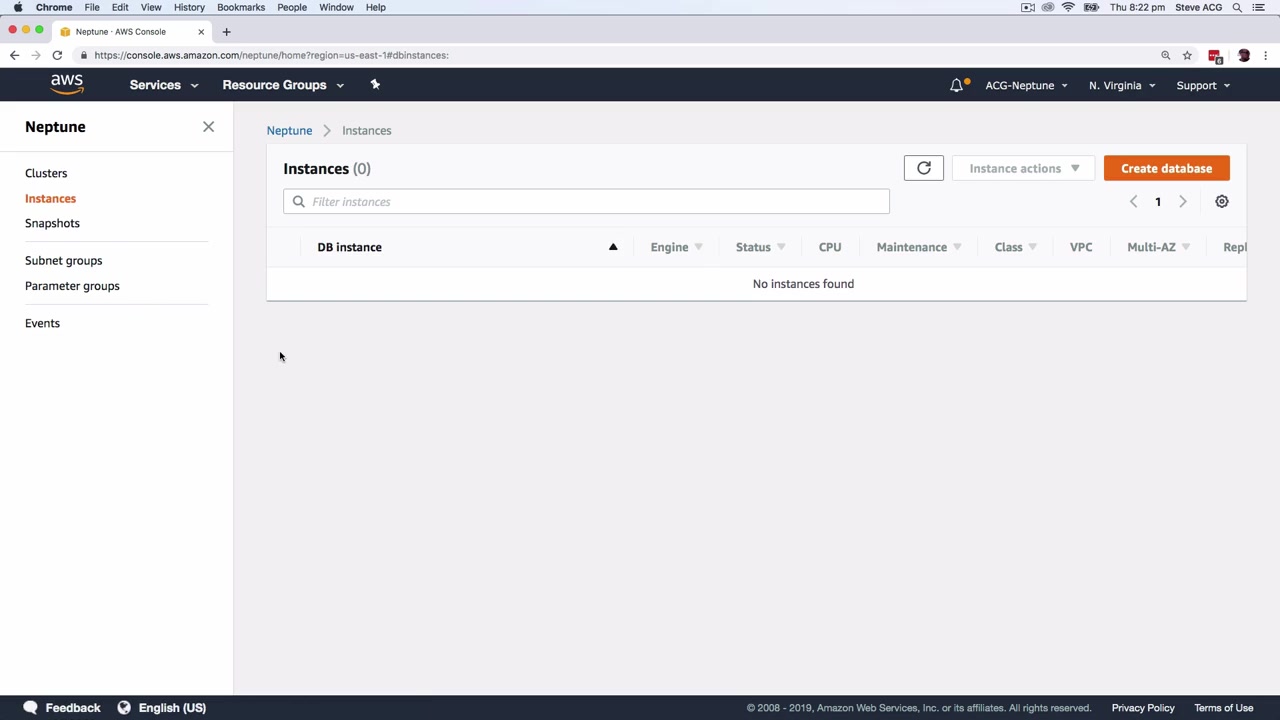 Chrome File Edit View History Bookmarks People Window Help Thu 8:22 pm Steve ACG
Neptune · AWS Console
https://console.aws.amazon.com/neptune/home?region=us-east-1#dbinstances:
aws Services Resource Groups ACG-Neptune N. Virginia Support
Neptune
Clusters
Instances
Snapshots
Subnet groups
Parameter groups
Events
Neptune Instances
Instances (0) Instance actions Create database
Filter instances 1
DB instance Engine Status CPU Maintenance Class VPC Multi-AZ Repl
No instances found
Feedback English (US) © 2008 - 2019, Amazon Web Services, Inc. or its affiliates. All rights reserved. Privacy Policy Terms of Use